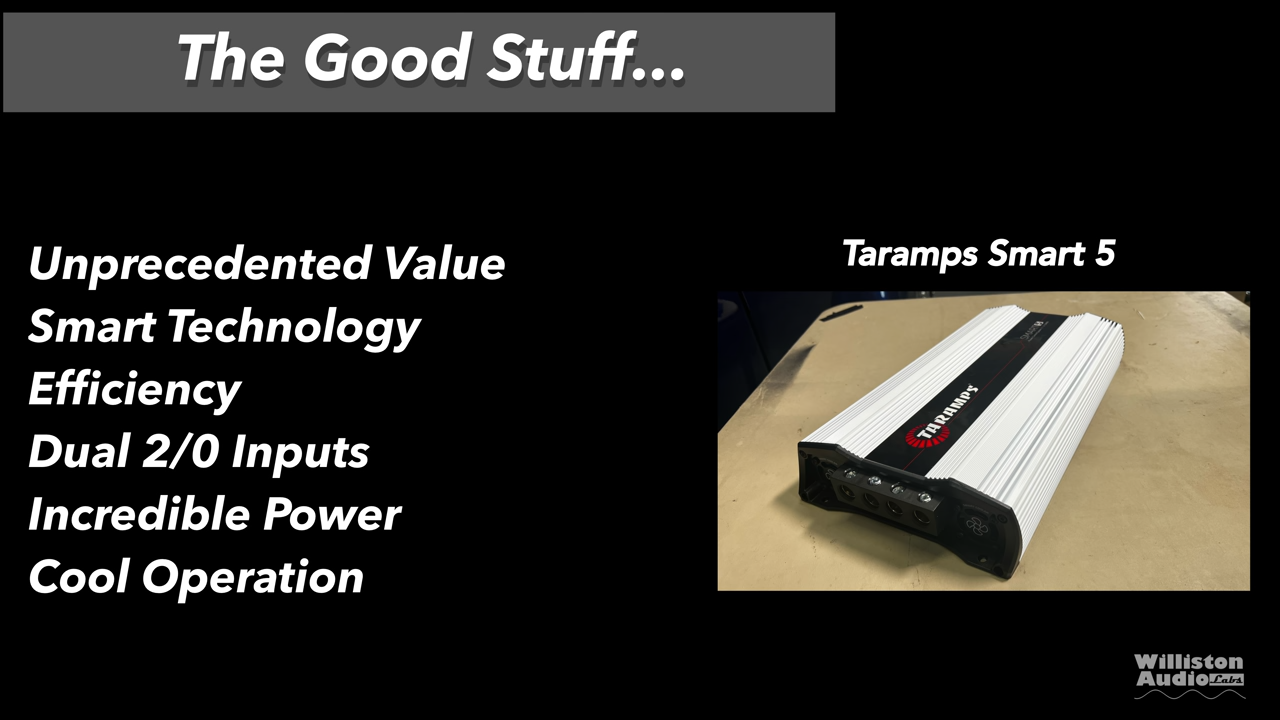 The Good Stuff...
Unprecedented Value
Smart Technology
Efficiency
Dual 2/0 Inputs
Incredible Power
Cool Operation
Taramps Smart 5
TARAMPS
Williston
Audio Labs